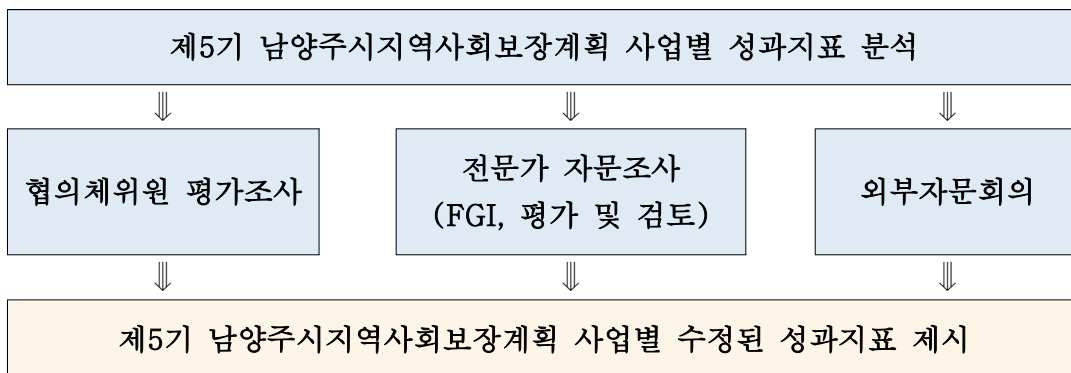 제5기 남양주시지역사회보장계획 사업별 성과지표 분석
⇓ ⇓ ⇓
협의체위원 평가조사
전문가 자문조사
(FGI, 평가 및 검토)
외부자문회의
⇓ ⇓ ⇓
제5기 남양주시지역사회보장계획 사업별 수정된 성과지표 제시